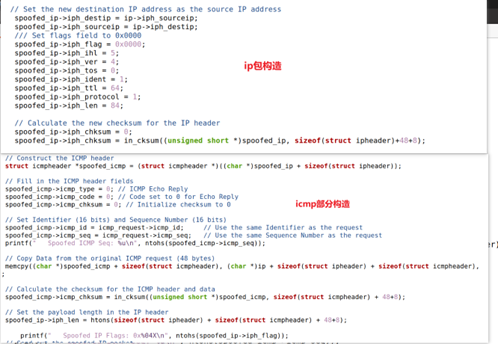 // Set the new destination IP address as the source IP address
spoofed_ip->iph_destip = ip->iph_sourceip;
spoofed_ip->iph_sourceip = ip->iph_destip;
/// Set flags field to 0x0000
spoofed_ip->iph_flag = 0x0000;
spoofed_ip->iph_ihl = 5;
spoofed_ip->iph_ver = 4;
ip包构造
spoofed_ip->iph_tos = 0;
spoofed_ip->iph_ident = 1;
spoofed_ip->iph_ttl = 64;
spoofed_ip->iph_protocol = 1;
spoofed_ip->iph_len = 84;
// Calculate the new checksum for the IP header
spoofed_ip->iph_chksum = 0;
spoofed_ip->iph_chksum = in_cksum((unsigned short *)spoofed_ip, sizeof(struct ipheader)+48+8);
// Construct the ICMP header
struct icmpheader *spoofed_icmp = (struct icmpheader *)((char *)spoofed_ip + sizeof(struct ipheader));
// Fill in the ICMP header fields
spoofed_icmp->icmp_type = 0; // ICMP Echo Reply
spoofed_icmp->icmp_code = 0; // Code set to 0 for Echo Reply
spoofed_icmp->icmp_chksum = 0; // Initialize checksum to 0
icmp部分构造
// Set Identifier (16 bits) and Sequence Number (16 bits)
spoofed_icmp->icmp_id = icmp_request->icmp_id; // Use the same Identifier as the request
spoofed_icmp->icmp_seq = icmp_request->icmp_seq; // Use the same Sequence Number as the request
printf(" Spoofed ICMP Seq: %u\n", ntohs(spoofed_icmp->icmp_seq));
// Copy Data from the original ICMP request (48 bytes)
memcpy((char *)spoofed_icmp + sizeof(struct icmpheader), (char *)ip + sizeof(struct ipheader) + sizeof(struct icmpheader),
;
// Calculate the checksum for the ICMP header and data
spoofed_icmp->icmp_chksum = in_cksum((unsigned short *)spoofed_icmp, sizeof(struct icmpheader) + 48+8);
// Set the payload length in the IP header
spoofed_ip->iph_len = htons(sizeof(struct ipheader) + sizeof(struct icmpheader) + 48+8);
printf(" Spoofed IP Flags: 0x%04X\n", ntohs(spoofed_ip->iph_flag));